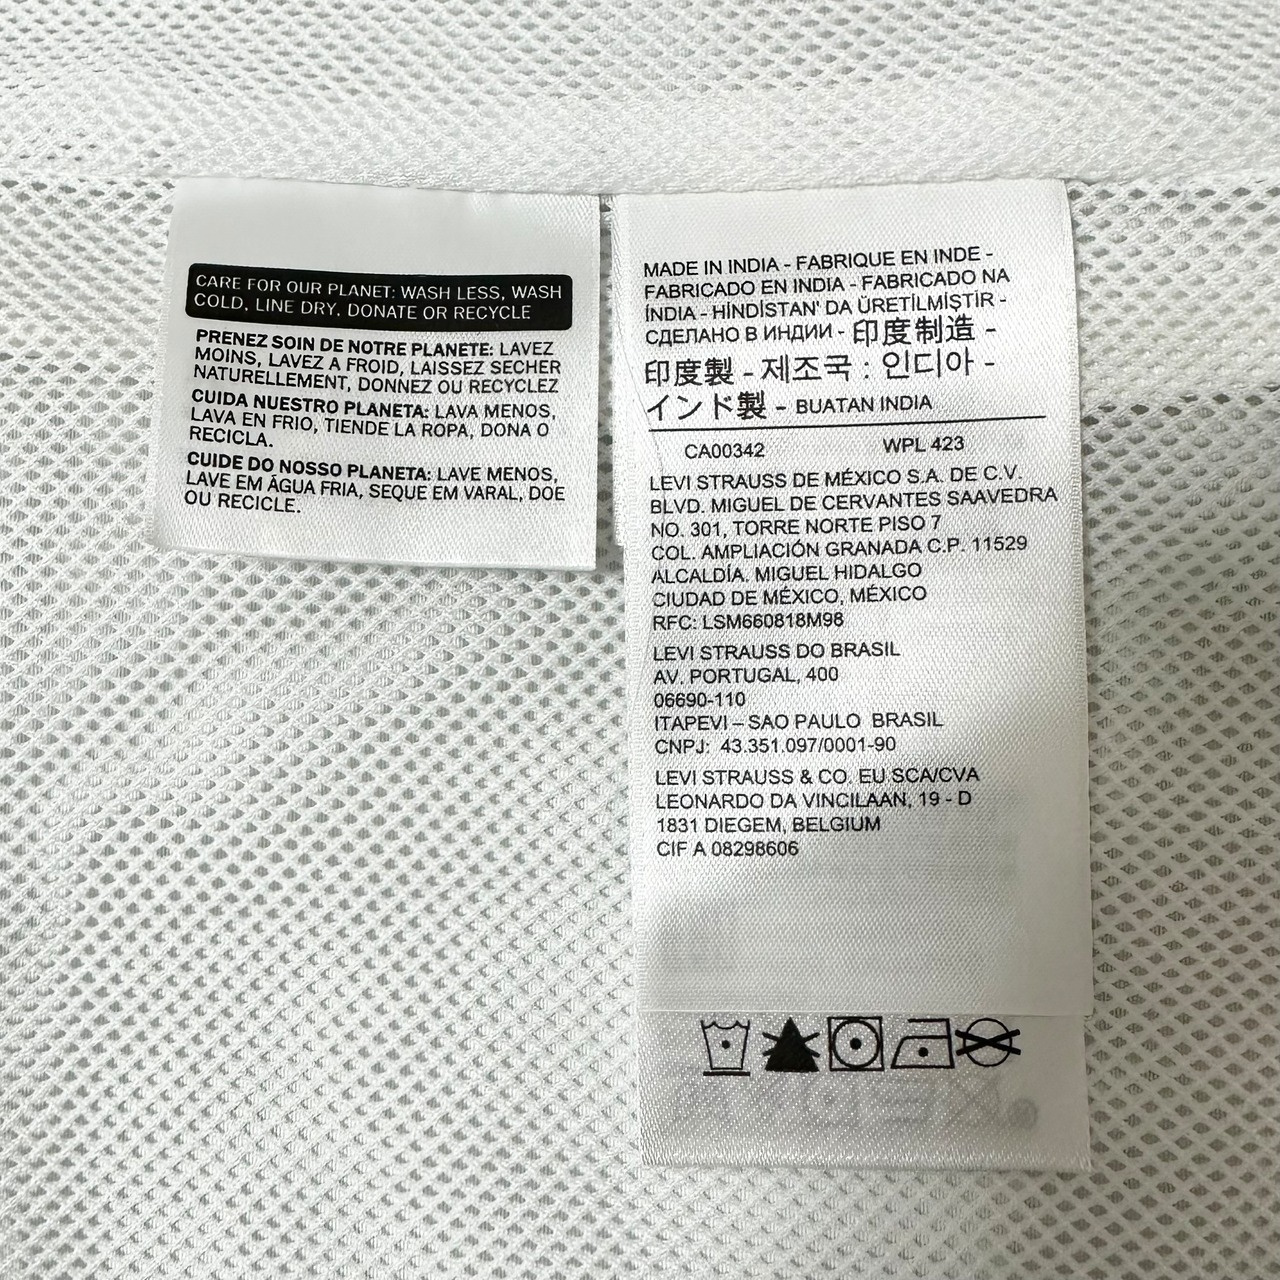 CARE FOR OUR PLANET: WASH LESS, WASH
COLD, LINE DRY, DONATE OR RECYCLE
PRENEZ SOIN DE NOTRE PLANETE: LAVEZ
MOINS, LAVEZ A FROID, LAISSEZ SECHER
NATURELLEMENT, DONNEZ OU RECYCLEZ
CUIDA NUESTRO PLANETA: LAVA MENOS,
LAVA EN FRIO, TIENDE LA ROPA, DONA O
RECICLA.
CUIDE DO NOSSO PLANETA: LAVE MENOS,
LAVE EM ÁGUA FRIA, SEQUE EM VARAL, DOE
OU RECICLE.
MADE IN INDIA - FABRIQUE EN INDE -
FABRICADO EN INDIA - FABRICADO NA
ÍNDIA - HİNDİSTAN' DA ÜRETİLMİŞTİR -
СДЕЛАНО В ИНДИИ - 印度制造 -
印度製 - 제조국 : 인디아 -
インド製 - BUATAN INDIA
CA00342 WPL 423
LEVI STRAUSS DE MÉXICO S.A. DE C.V.
BLVD. MIGUEL DE CERVANTES SAAVEDRA
NO. 301, TORRE NORTE PISO 7
COL. AMPLIACIÓN GRANADA C.P. 11529
ALCALDÍA. MIGUEL HIDALGO
CIUDAD DE MÉXICO, MÉXICO
RFC: LSM660818M98
LEVI STRAUSS DO BRASIL
AV. PORTUGAL, 400
06690-110
ITAPEVI – SAO PAULO BRASIL
CNPJ: 43.351.097/0001-90
LEVI STRAUSS & CO. EU SCA/CVA
LEONARDO DA VINCILAAN, 19 - D
1831 DIEGEM, BELGIUM
CIF A 08298606